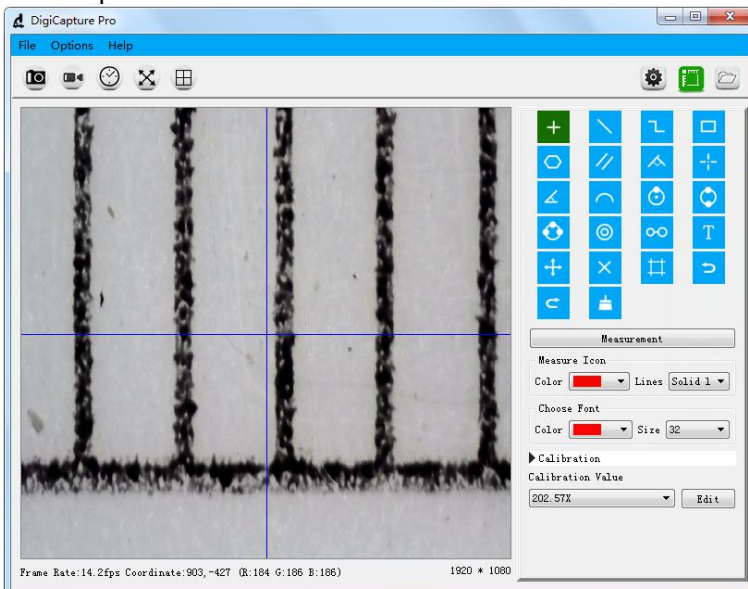 DigiCapture Pro
File Options Help
T
Measurement
Measure Icon
Color Lines Solid l
Choose Font
Color Size 32
Calibration
Calibration Value
202.57X Edit
Frame Rate:14.2fps Coordinate:903,-427 (R:184 G:186 B:186) 1920 * 1080